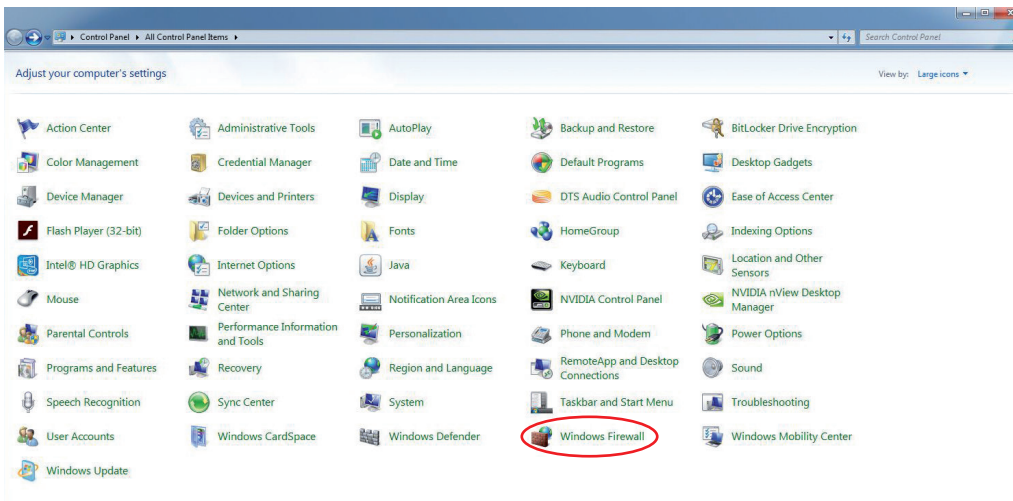 Control Panel ▸ All Control Panel Items ▸
Search Control Panel
Adjust your computer's settings
View by: Large icons
Action Center
Administrative Tools
AutoPlay
Backup and Restore
BitLocker Drive Encryption
Color Management
Credential Manager
Date and Time
Default Programs
Desktop Gadgets
Device Manager
Devices and Printers
Display
DTS Audio Control Panel
Ease of Access Center
Flash Player (32-bit)
Folder Options
Fonts
HomeGroup
Indexing Options
Intel® HD Graphics
Internet Options
Java
Keyboard
Location and Other
Sensors
Mouse
Network and Sharing
Center
Notification Area Icons
NVIDIA Control Panel
NVIDIA nView Desktop
Manager
Parental Controls
Performance Information
and Tools
Personalization
Phone and Modem
Power Options
Programs and Features
Recovery
Region and Language
RemoteApp and Desktop
Connections
Sound
Speech Recognition
Sync Center
System
Taskbar and Start Menu
Troubleshooting
User Accounts
Windows CardSpace
Windows Defender
Windows Firewall
Windows Mobility Center
Windows Update